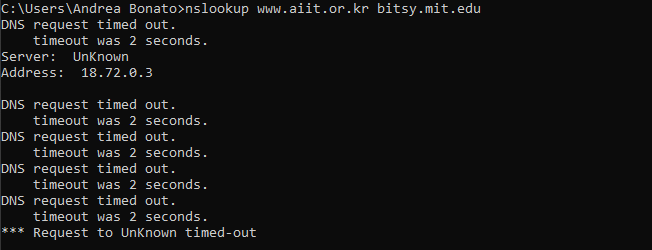 C:\Users\Andrea Bonato>nslookup www.aiit.or.kr bitsy.mit.edu
DNS request timed out.
    timeout was 2 seconds.
Server:  UnKnown
Address:  18.72.0.3

DNS request timed out.
    timeout was 2 seconds.
DNS request timed out.
    timeout was 2 seconds.
DNS request timed out.
    timeout was 2 seconds.
DNS request timed out.
    timeout was 2 seconds.
*** Request to UnKnown timed-out